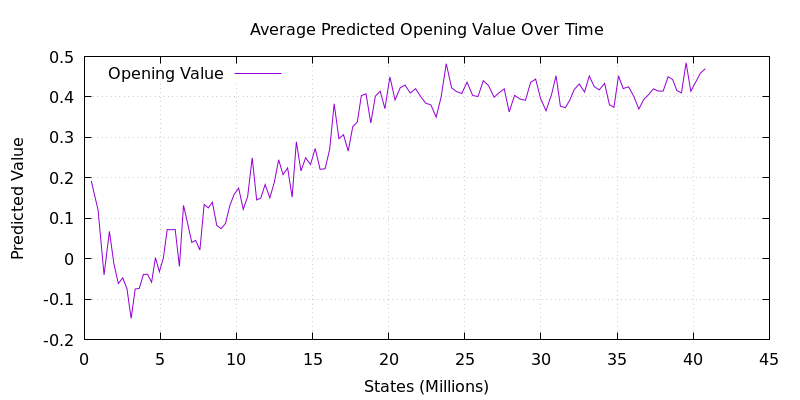 Average Predicted Opening Value Over Time
Opening Value
Predicted Value
0.5
0.4
0.3
0.2
0.1
0
-0.1
-0.2
0 5 10 15 20 25 30 35 40 45
States (Millions)